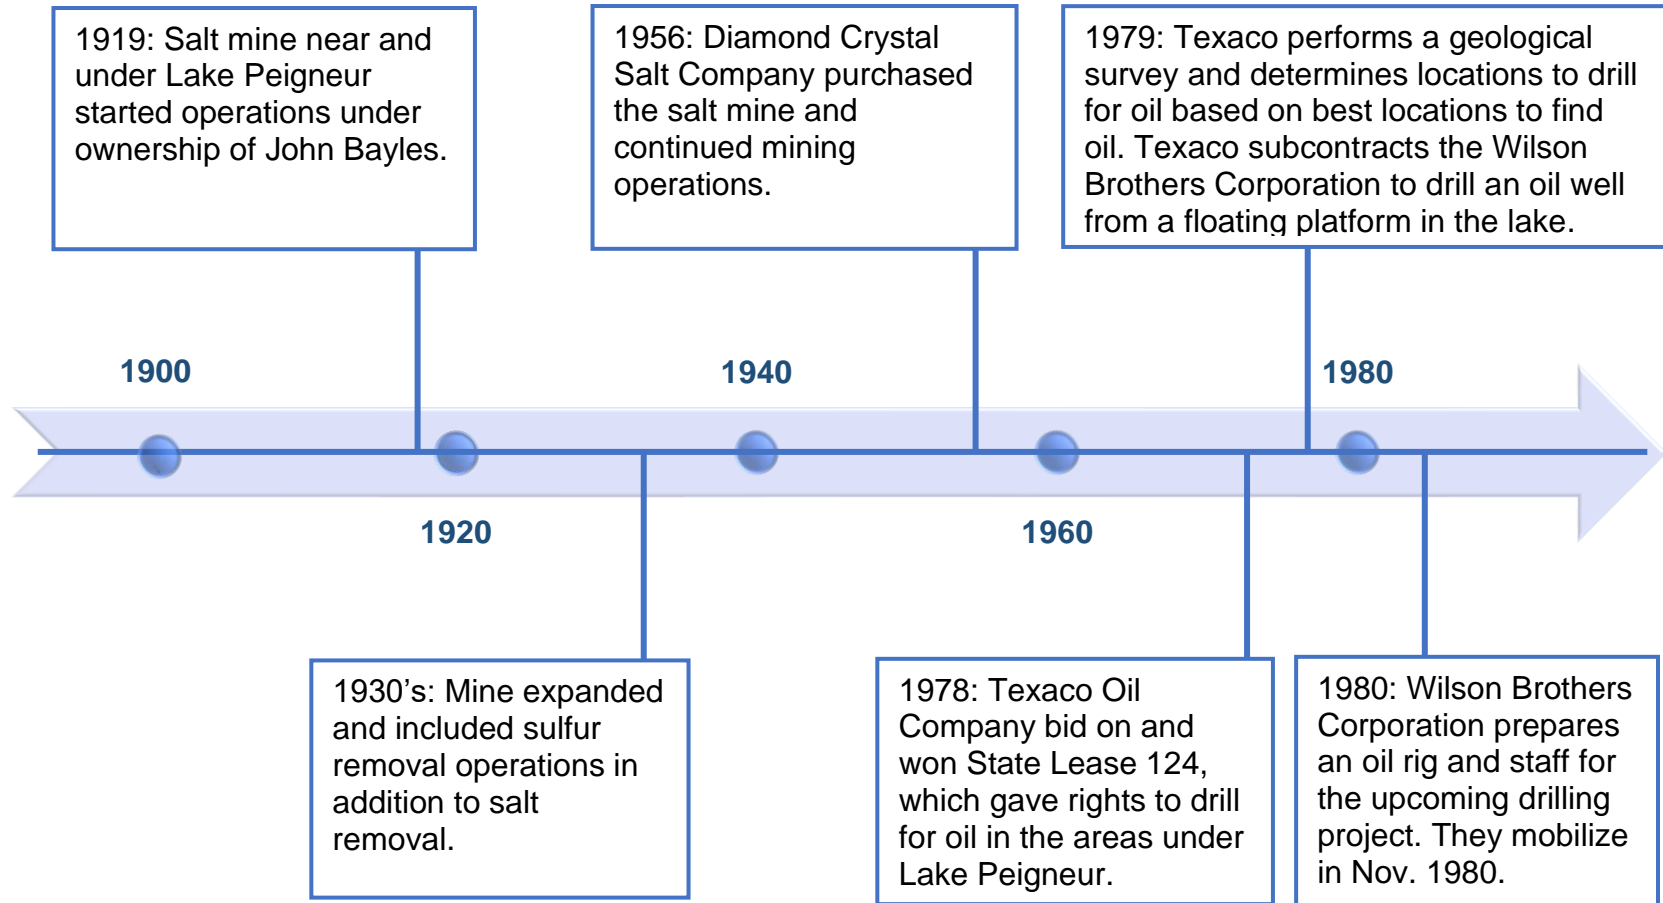 1919: Salt mine near and
under Lake Peigneur
started operations under
ownership of John Bayles.
1956: Diamond Crystal
Salt Company purchased
the salt mine and
continued mining
operations.
1979: Texaco performs a geological
survey and determines locations to drill
for oil based on best locations to find
oil. Texaco subcontracts the Wilson
Brothers Corporation to drill an oil well
from a floating platform in the lake.
1900
1940
1980
1920
1960
1930's: Mine expanded
and included sulfur
removal operations in
addition to salt
removal.
1978: Texaco Oil
Company bid on and
won State Lease 124,
which gave rights to drill
for oil in the areas under
Lake Peigneur.
1980: Wilson Brothers
Corporation prepares
an oil rig and staff for
the upcoming drilling
project. They mobilize
in Nov. 1980.